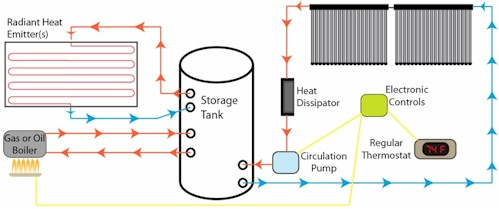 Radiant Heat
Emitter(s)
Storage
Tank
Heat
Dissipator
Electronic
Controls
Gas or Oil
Boiler
Circulation
Pump
Regular
Thermostat
74 F